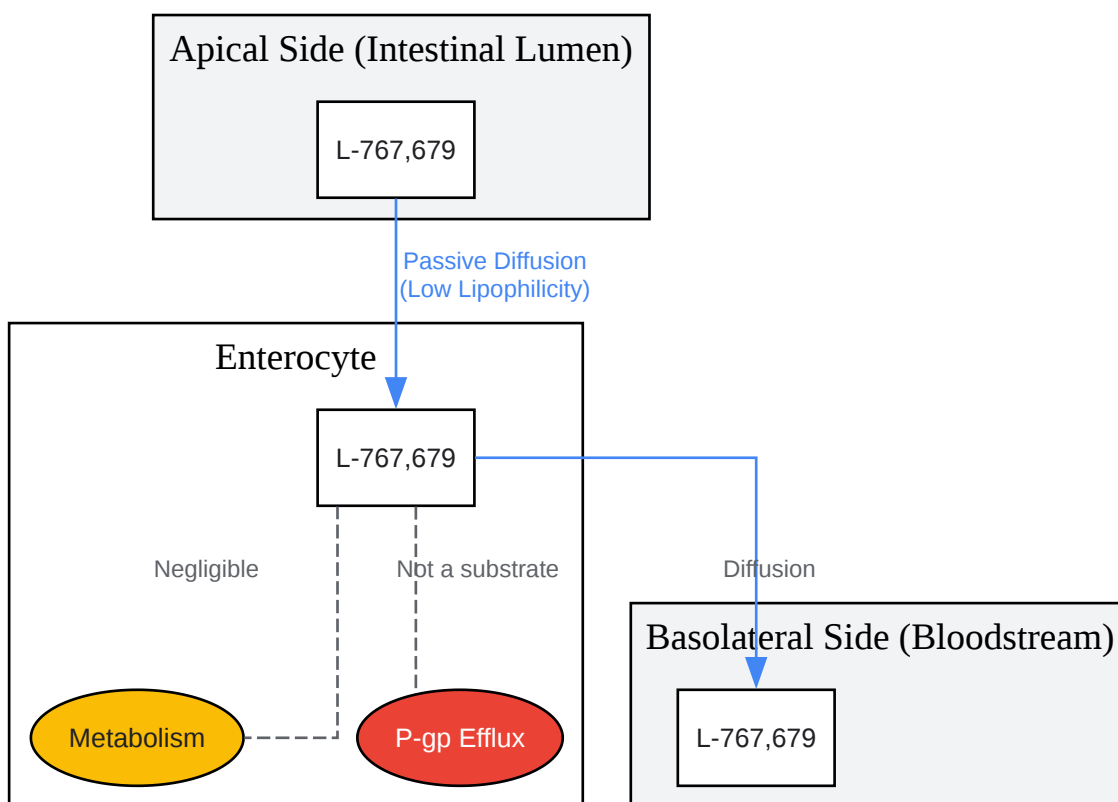 Apical Side (Intestinal Lumen)
L-767,679
Passive Diffusion
(Low Lipophilicity)
Enterocyte
L-767,679
Negligible
Not a substrate
Diffusion
Basolateral Side (Bloodstream)
Metabolism
P-gp Efflux
L-767,679